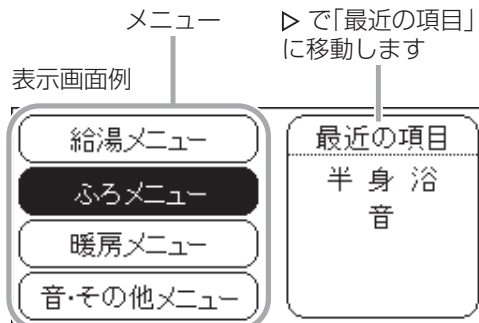 メニュー
▷ で「最近の項目」
に移動します
表示画面例
給湯メニュー
ふろメニュー
暖房メニュー
音・その他メニュー
最近の項目
半 身 浴
音